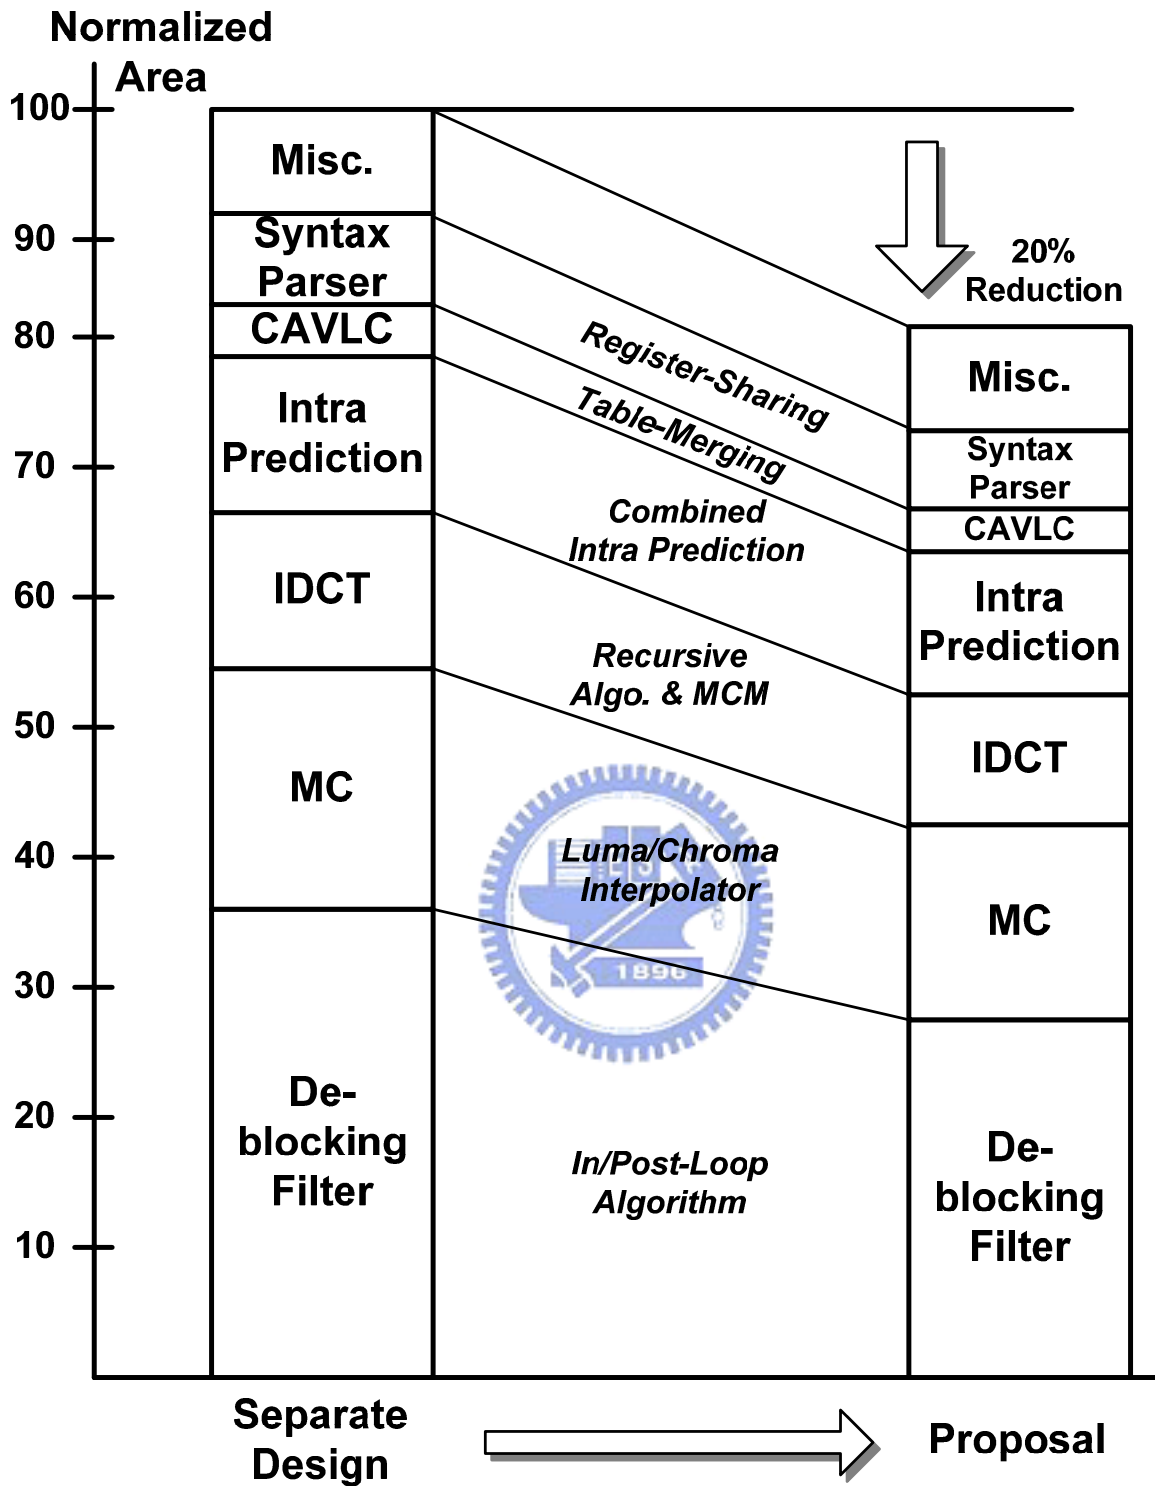 Normalized
Area
100
90
80
70
60
50
40
30
20
10
Misc.
Syntax
Parser
CAVLC
Intra
Prediction
IDCT
MC
De-
blocking
Filter
Register-Sharing
Table-Merging
Combined
Intra Prediction
Recursive
Algo. & MCM
Luma/Chroma
Interpolator
1896
In/Post-Loop
Algorithm
20%
Reduction
Misc.
Syntax
Parser
CAVLC
Intra
Prediction
IDCT
MC
De-
blocking
Filter
Separate
Design
Proposal